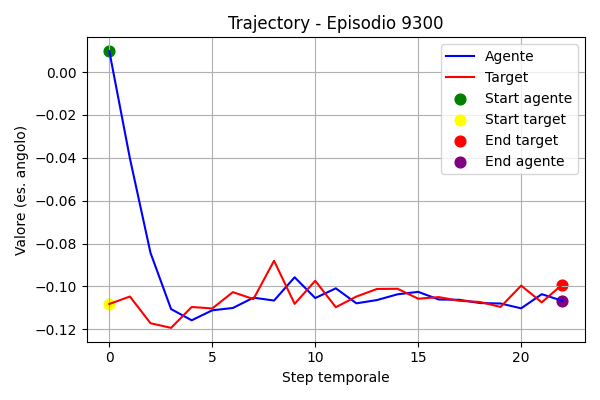 Trajectory - Episodio 9300
Agente
Target
Start agente
Start target
End target
End agente
Valore (es. angolo)
0.00
−0.02
−0.04
−0.06
−0.08
−0.10
−0.12
0 5 10 15 20
Step temporale